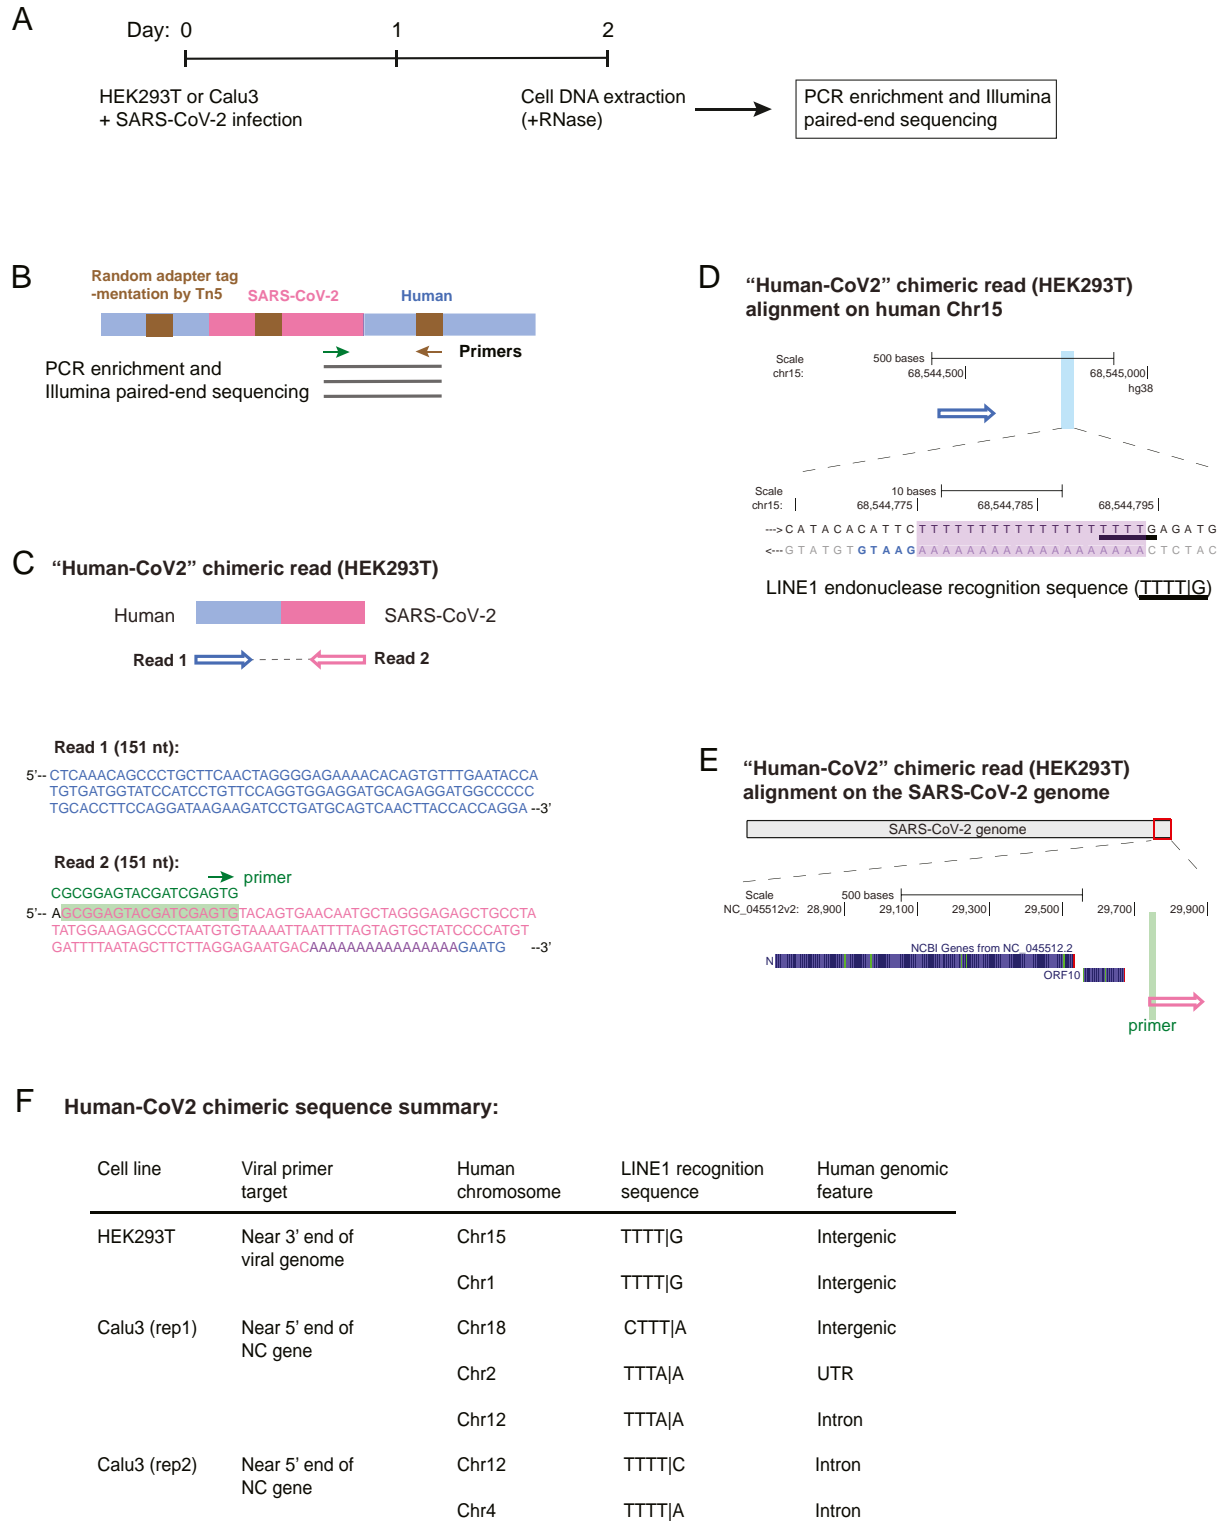 A
Day: 0 1 2
HEK293T or Calu3
+ SARS-CoV-2 infection
Cell DNA extraction
(+RNase)
PCR enrichment and Illumina
paired-end sequencing
B
Random adapter tag
-mentation by Tn5
SARS-CoV-2
Human
Primers
PCR enrichment and
Illumina paired-end sequencing
C “Human-CoV2” chimeric read (HEK293T)
Human
SARS-CoV-2
Read 1
Read 2
Read 1 (151 nt):
5’-- CTCAAACAGCCCTGCTTCAACTAGGGGAGAAAACACAGTGTTTGAATACCA
TGTGATGGTATCCATCCTGTTCCAGGTGGAGGATGCAGAGGATGGCCCCC
TGCACCTTCCAGGATAAGAAGATCCTGATGCAGTCAACTTACCACCAGGA --3’
Read 2 (151 nt):
primer
CGCGGAGTACGATCGAGTG
5’-- AGCGGAGTACGATCGAGTGTACAGTGAACAATGCTAGGGAGAGCTGCCTA
TATGGAAGAGCCCTAATGTGTAAAATTAATTTTAGTAGTGCTATCCCCATGT
GATTTTAATAGCTTCTTAGGAGAATGACAAAAAAAAAAAAAAAAGAATG --3’
D “Human-CoV2” chimeric read (HEK293T)
alignment on human Chr15
Scale 500 bases
chr15: 68,544,500 68,545,000
hg38
Scale 10 bases
chr15: 68,544,775 68,544,785 68,544,795
---> CATACACATTCTTTTTTTTTTTTTTTTTTTGAGATG
<--- GTATGTGTAAGAAAAAAAAAAAAAAAAAAACTCTAC
LINE1 endonuclease recognition sequence (TTTT|G)
E “Human-CoV2” chimeric read (HEK293T)
alignment on the SARS-CoV-2 genome
SARS-CoV-2 genome
Scale 500 bases
NC_045512v2: 28,900 29,100 29,300 29,500 29,700 29,900
NCBI Genes from NC_045512.2
N
ORF10
primer
F Human-CoV2 chimeric sequence summary:
Cell line Viral primer target Human chromosome LINE1 recognition sequence Human genomic feature
HEK293T Near 3’ end of viral genome Chr15 TTTT|G Intergenic
Chr1 TTTT|G Intergenic
Calu3 (rep1) Near 5’ end of NC gene Chr18 CTTT|A Intergenic
Chr2 TTTA|A UTR
Chr12 TTTA|A Intron
Calu3 (rep2) Near 5’ end of NC gene Chr12 TTTT|C Intron
Chr4 TTTT|A Intron